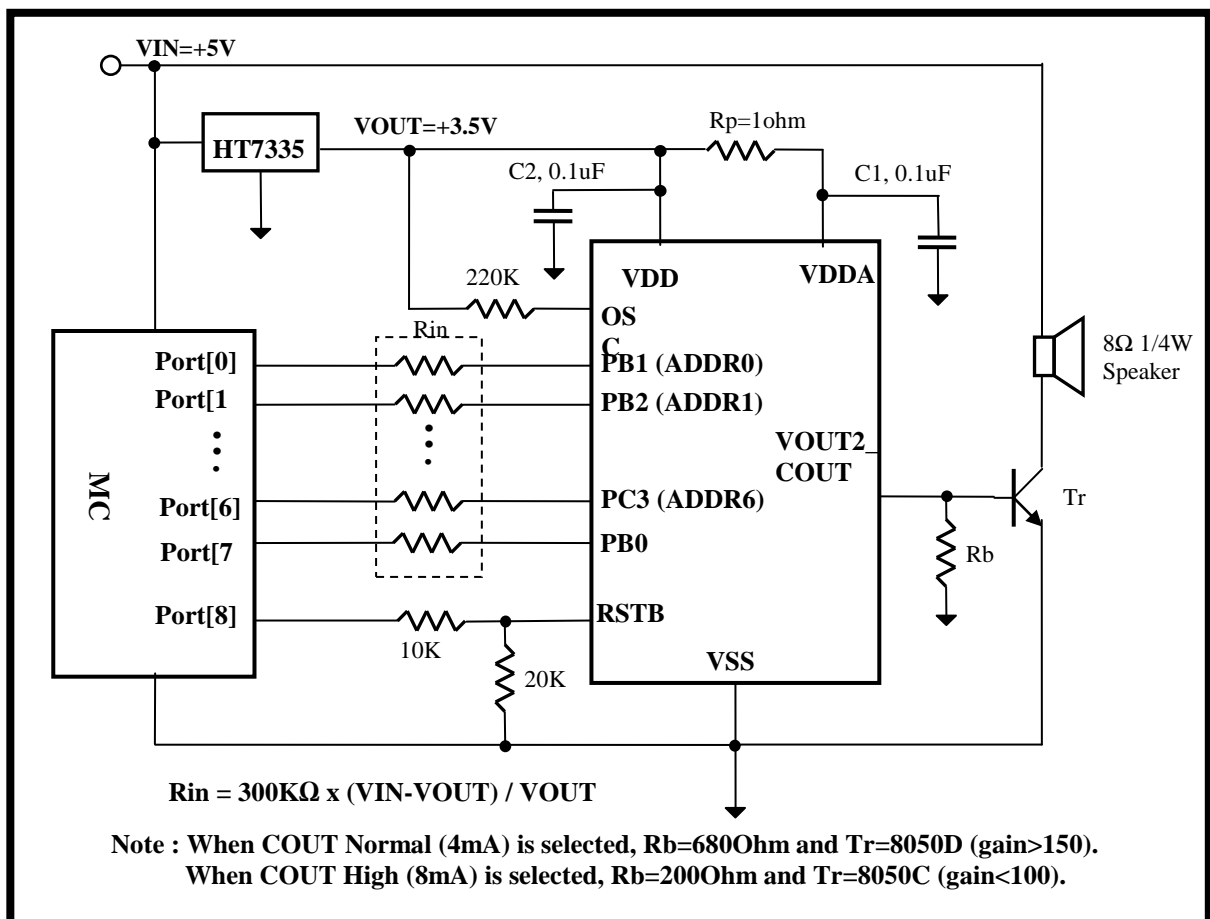 VIN=+5V
HT7335
VOUT=+3.5V
Rp=1ohm
C2, 0.1uF
C1, 0.1uF
VDD
VDDA
220K
OS
C
Rin
Port[0]
PB1 (ADDR0)
Port[1
PB2 (ADDR1)
8Ω 1/4W
Speaker
VOUT2_
COUT
MC
Port[6]
PC3 (ADDR6)
Tr
Port[7
PB0
Rb
Port[8]
RSTB
10K
20K
VSS
Rin = 300KΩ x (VIN-VOUT) / VOUT
Note : When COUT Normal (4mA) is selected, Rb=680Ohm and Tr=8050D (gain>150).
When COUT High (8mA) is selected, Rb=200Ohm and Tr=8050C (gain<100).